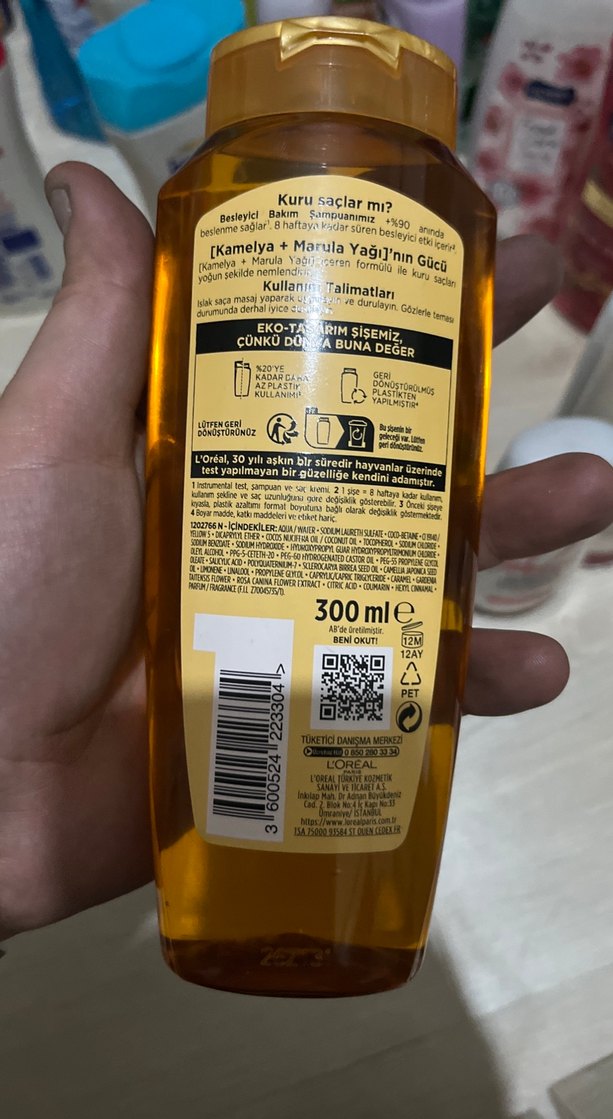 Kuru saçlar mı?
Besleyici Bakım Şampuanımız +%90 anında
beslenme sağlar¹. 8 haftaya kadar süren besleyici etki içerir².
[Kamelya + Marula Yağı]'nın Gücü
[Kamelya + Marula Yağı] içeren formülü ile kuru saçları
yoğun şekilde nemlendirir.
Kullanım Talimatları
Islak saça masaj yaparak uygulayın ve durulayın. Gözlerle teması
durumunda derhal iyice durulayın.
EKO-TASARIM ŞİŞEMİZ,
ÇÜNKÜ DÜNYA BUNA DEĞER
%20'YE
KADAR DAHA
AZ PLASTİK
KULLANIMI³
GERİ
DÖNÜŞTÜRÜLMÜŞ
PLASTİKTEN
YAPILMIŞTIR⁴
LÜTFEN GERİ
DÖNÜŞTÜRÜNÜZ
Bu şişenin bir
geleceği var. Lütfen
geri dönüştürünüz.
L'Oréal, 30 yılı aşkın bir süredir hayvanlar üzerinde
test yapılmayan bir güzelliğe kendini adamıştır.
1 Instrumental test, şampuan ve saç kremi. 2 1 şişe = 8 haftaya kadar kullanım,
kullanım şekline ve saç uzunluğuna göre değişiklik gösterebilir. 3 Önceki şişeye
kıyasla, plastik azaltımı format boyutuna bağlı olarak değişiklik göstermektedir.
4 Boyar madde, katkı maddeleri ve etiket hariç.
1202766 N - İÇİNDEKİLER: AQUA / WATER • SODIUM LAURETH SULFATE • COCO-BETAINE • CI 19140 /
YELLOW 5 • DICAPRYLYL ETHER • COCOS NUCIFERA OIL / COCONUT OIL • TOCOPHEROL • SODIUM CHLORIDE •
SODIUM BENZOATE • SODIUM HYDROXIDE • HYDROXYPROPYL GUAR HYDROXYPROPYLTRIMONIUM CHLORIDE •
OLEYL ALCOHOL • PPG-5-CETETH-20 • PEG-60 HYDROGENATED CASTOR OIL • PEG-55 PROPYLENE GLYCOL
OLEATE • SALICYLIC ACID • POLYQUATERNIUM-7 • SCLEROCARYA BIRREA SEED OIL • CAMELLIA JAPONICA SEED
OIL • LIMONENE • LINALOOL • PROPYLENE GLYCOL • CAPRYLIC/CAPRIC TRIGLYCERIDE • CARAMEL • GARDENIA
TAITENSIS FLOWER • ROSA CANINA FLOWER EXTRACT • CITRIC ACID • COUMARIN • HEXYL CINNAMAL •
PARFUM / FRAGRANCE (F.I.L. Z70045735/1).
300 ml ℮
AB'de üretilmiştir.
BENİ OKUT!
12M
12AY
PET
3 600524 223304 >
TÜKETİCİ DANIŞMA MERKEZİ
0 850 280 33 34
L'ORÉAL
PARIS
L'OREAL TÜRKİYE KOZMETİK
SANAYİ VE TİCARET A.S.
İnkılap Mah. Dr Adnan Büyükdeniz
Cad. 2. Blok No:4 İç Kapı No:33
Ümraniye/ İSTANBUL
https://www.lorealparis.com.tr
TSA 75000 93584 ST OUEN CEDEX FR